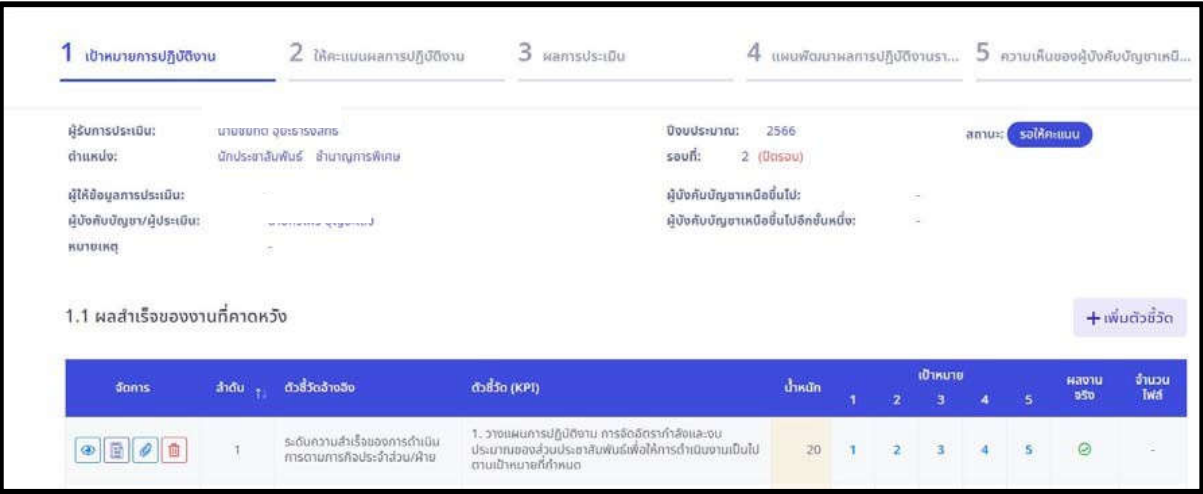 1 เป้าหมายการปฏิบัติงาน
2 ให้คะแนนผลการปฏิบัติงาน
3 ผลการประเมิน
4 แผนพัฒนาผลการปฏิบัติงานรา...
5 ความเห็นของผู้บังคับบัญชาเหนื...
ผู้รับการประเมิน:
ปีงบประมาณ: 2566
สถานะ: รอให้คะแนน
ตำแหน่ง: นักประชาสัมพันธ์ ชำนาญการพิเศษ
รอบที่: 2 (ปิดรอบ)
ผู้ให้ข้อมูลการประเมิน:
ผู้บังคับบัญชาเหนือขึ้นไป: -
ผู้บังคับบัญชา/ผู้ประเมิน:
ผู้บังคับบัญชาเหนือขึ้นไปอีกชั้นหนึ่ง: -
หมายเหตุ -
1.1 ผลสำเร็จของงานที่คาดหวัง
+ เพิ่มตัวชี้วัด
จัดการ ลำดับ ตัวชี้วัดอ้างอิง ตัวชี้วัด (KPI) น้ำหนัก เป้าหมาย ผลงานจริง จำนวนไฟล์
1 2 3 4 5
1 ระดับความสำเร็จของการดำเนิน
การตามภารกิจประจำส่วน/ฝ่าย
1. วางแผนการปฏิบัติงาน การจัดอัตรากำลังและงบ
ประมาณของส่วนประชาสัมพันธ์เพื่อให้การดำเนินงานเป็นไป
ตามเป้าหมายที่กำหนด
20 1 2 3 4 5 -